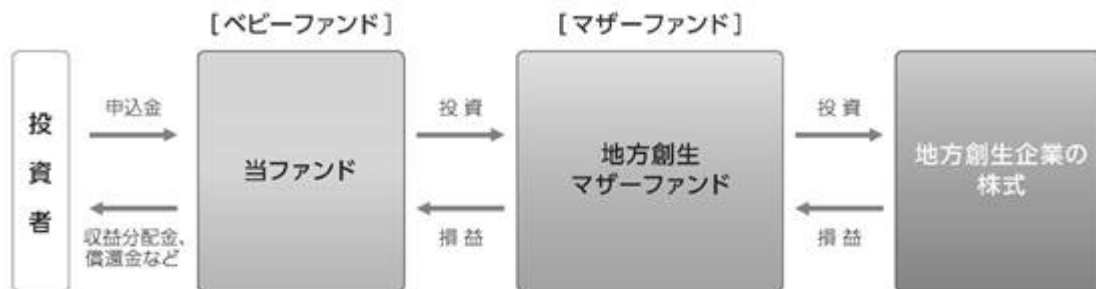 [ベビーファンド]
[マザーファンド]
投資者
申込金
収益分配金、
償還金など
当ファンド
投資
損益
地方創生
マザーファンド
投資
損益
地方創生企業の
株式